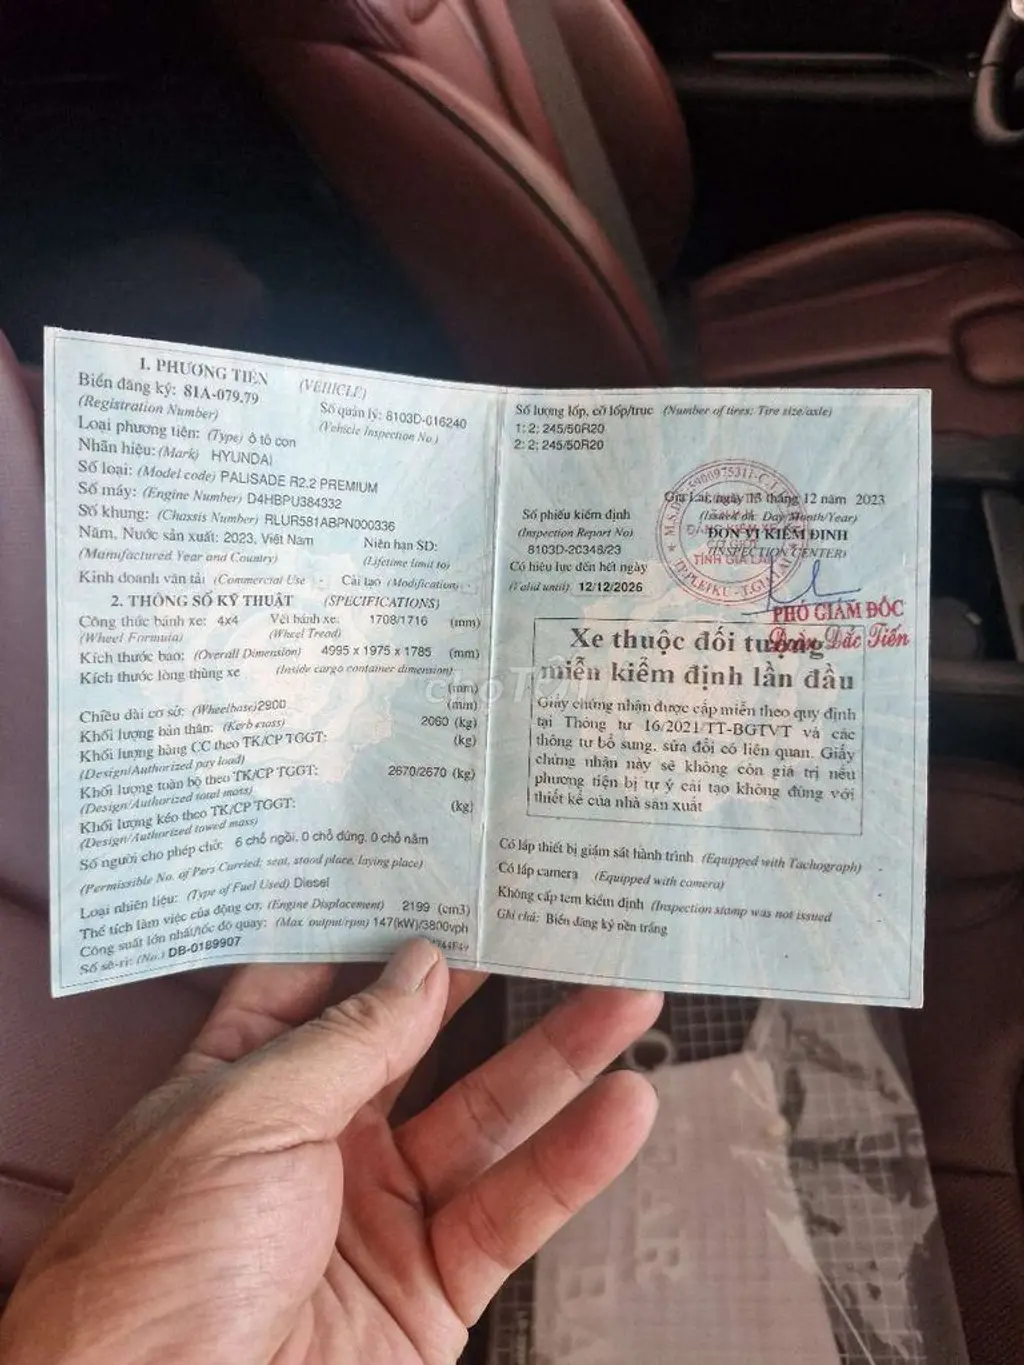 1. PHƯƠNG TIỆN (VEHICLE)
Biển đăng ký: 81A-079.79
(Registration Number)
Số quản lý: 8103D-016240
(Vehicle Inspection No.)
Loại phương tiện: (Type) ô tô con
Nhãn hiệu: (Mark) HYUNDAI
Số loại: (Model code) PALISADE R2.2 PREMIUM
Số máy: (Engine Number) D4HBPU384332
Số khung: (Chassis Number) RLUR581ABPN000336
Năm, Nước sản xuất: 2023, Việt Nam
(Manufactured Year and Country)
Niên hạn SD:
(Lifetime limit to)
Kinh doanh vận tải (Commercial Use - Cải tạo (Modification) -
2. THÔNG SỐ KỸ THUẬT (SPECIFICATIONS)
Công thức bánh xe: 4x4
(Wheel Formula)
Vết bánh xe: 1708/1716 (mm)
(Wheel Tread)
Kích thước bao: (Overall Dimension) 4995 x 1975 x 1785 (mm)
Kích thước lòng thùng xe (Inside cargo container dimension)
(mm)
Chiều dài cơ sở: (Wheelbase) 2900 (mm)
Khối lượng bản thân: (Kerb mass) 2060 (kg)
Khối lượng hàng CC theo TK/CP TGGT: (kg)
(Design/Authorized pay load)
Khối lượng toàn bộ theo TK/CP TGGT: 2670/2670 (kg)
(Design/Authorized total mass)
Khối lượng kéo theo TK/CP TGGT: (kg)
(Design/Authorized towed mass)
Số người cho phép chở: 6 chỗ ngồi, 0 chỗ đứng, 0 chỗ nằm
(Permissible No. of Pers Carried: seat, stood place, laying place)
Loại nhiên liệu: (Type of Fuel Used) Diesel
Thể tích làm việc của động cơ: (Engine Displacement) 2199 (cm3)
Công suất lớn nhất/tốc độ quay: (Max. output/rpm) 147(kW)/3800vph
Số sê-ri: (No.) DB-0189907
Số lượng lốp, cỡ lốp/trục (Number of tires; Tire size/axle)
1: 2; 245/50R20
2: 2; 245/50R20
Gia Lai, ngày 13 tháng 12 năm 2023
(Issued on: Day/Month/Year)
Số phiếu kiểm định
(Inspection Report No)
8103D-20348/23
Có hiệu lực đến hết ngày
(Valid until) 12/12/2026
ĐƠN VỊ KIỂM ĐỊNH
(INSPECTION CENTER)
TỈNH GIA LAI
TP.PLEIKU - T.GIA LAI
PHÓ GIÁM ĐỐC
Đoàn Đắc Tiến
Xe thuộc đối tượng
miễn kiểm định lần đầu
Giấy chứng nhận được cấp miễn theo quy định
tại Thông tư 16/2021/TT-BGTVT và các
thông tư bổ sung, sửa đổi có liên quan. Giấy
chứng nhận này sẽ không còn giá trị nếu
phương tiện bị tự ý cải tạo không đúng với
thiết kế của nhà sản xuất
Có lắp thiết bị giám sát hành trình (Equipped with Tachograph) -
Có lắp camera (Equipped with camera) -
Không cấp tem kiểm định (Inspection stamp was not issued -
Ghi chú: Biển đăng ký nền trắng
chợTỐT